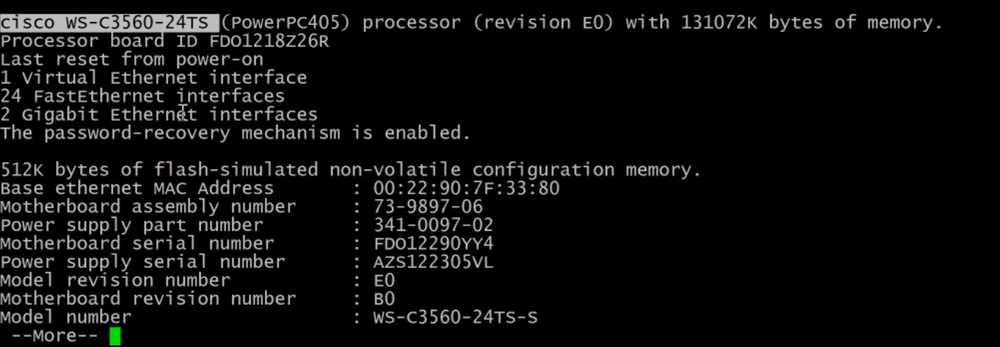 cisco WS-C3560-24TS (PowerPC405) processor (revision E0) with 131072K bytes of memory.
Processor board ID FDO1218Z26R
Last reset from power-on
1 Virtual Ethernet interface
24 FastEthernet interfaces
2 Gigabit Ethernet interfaces
The password-recovery mechanism is enabled.

512K bytes of flash-simulated non-volatile configuration memory.
Base ethernet MAC Address : 00:22:90:7F:33:80
Motherboard assembly number : 73-9897-06
Power supply part number : 341-0097-02
Motherboard serial number : FDO12290YY4
Power supply serial number : AZS122305VL
Model revision number : E0
Motherboard revision number : B0
Model number : WS-C3560-24TS-S
--More--